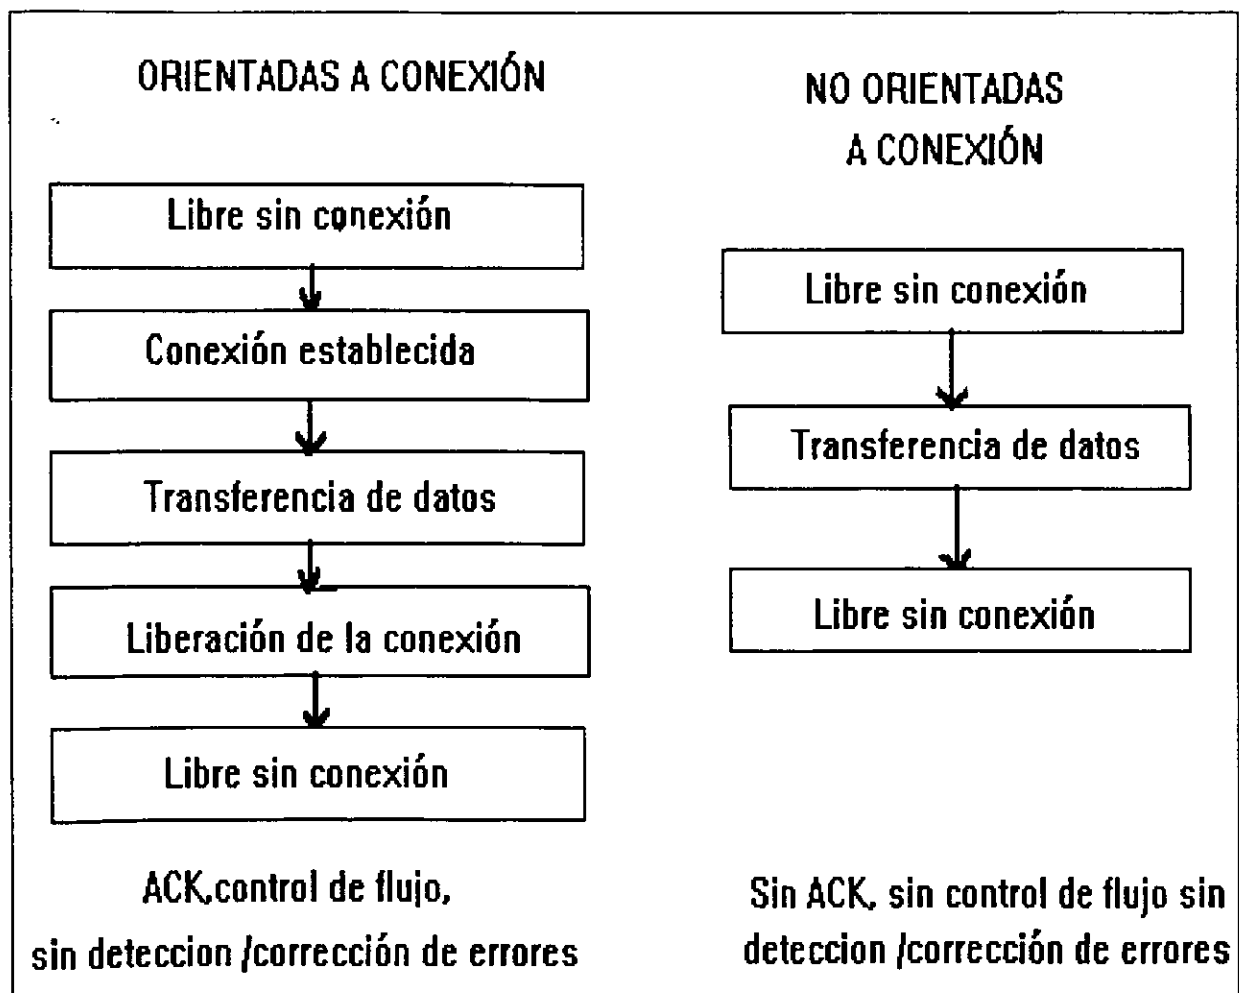 ORIENTADAS A CONEXIÓN
Libre sin conexión
Conexión establecida
Transferencia de datos
Liberación de la conexión
Libre sin conexión
ACK,control de flujo,
sin deteccion /corrección de errores
NO ORIENTADAS
A CONEXIÓN
Libre sin conexión
Transferencia de datos
Libre sin conexión
Sin ACK, sin control de flujo sin
deteccion /corrección de errores